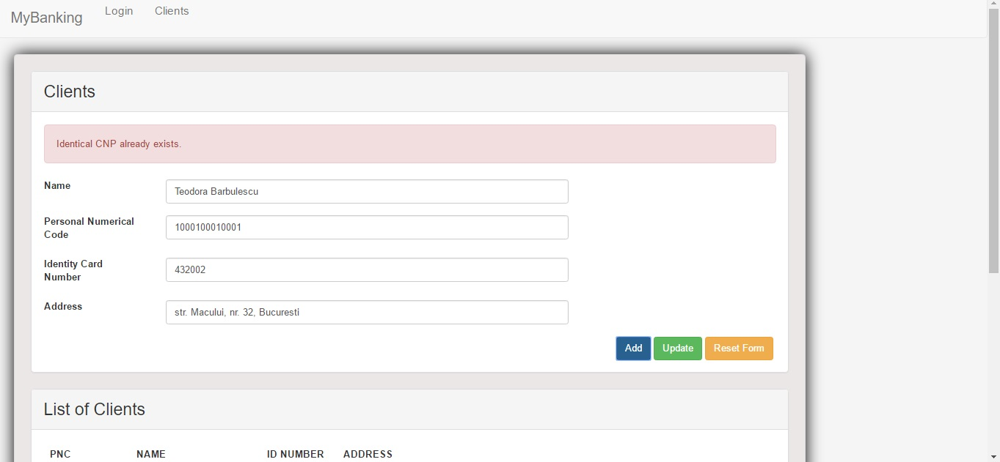 MyBanking
Login
Clients
Clients
Identical CNP already exists.
Name
Teodora Barbulescu
Personal Numerical
Code
1000100010001
Identity Card
Number
432002
Address
str. Macului, nr. 32, Bucuresti
Add
Update
Reset Form
List of Clients
PNC
NAME
ID NUMBER
ADDRESS